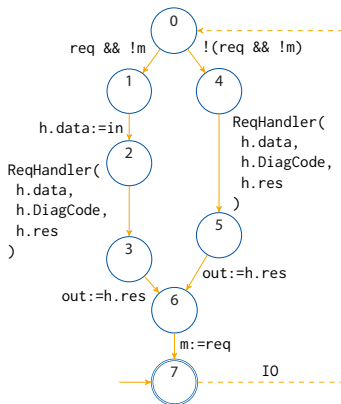 0
req && !m
!(req && !m)
1
4
h.data:=in
2
ReqHandler(
h.data,
h.DiagCode,
h.res
)
ReqHandler(
h.data,
h.DiagCode,
h.res
)
3
5
out:=h.res
out:=h.res
6
m:=req
7
IO